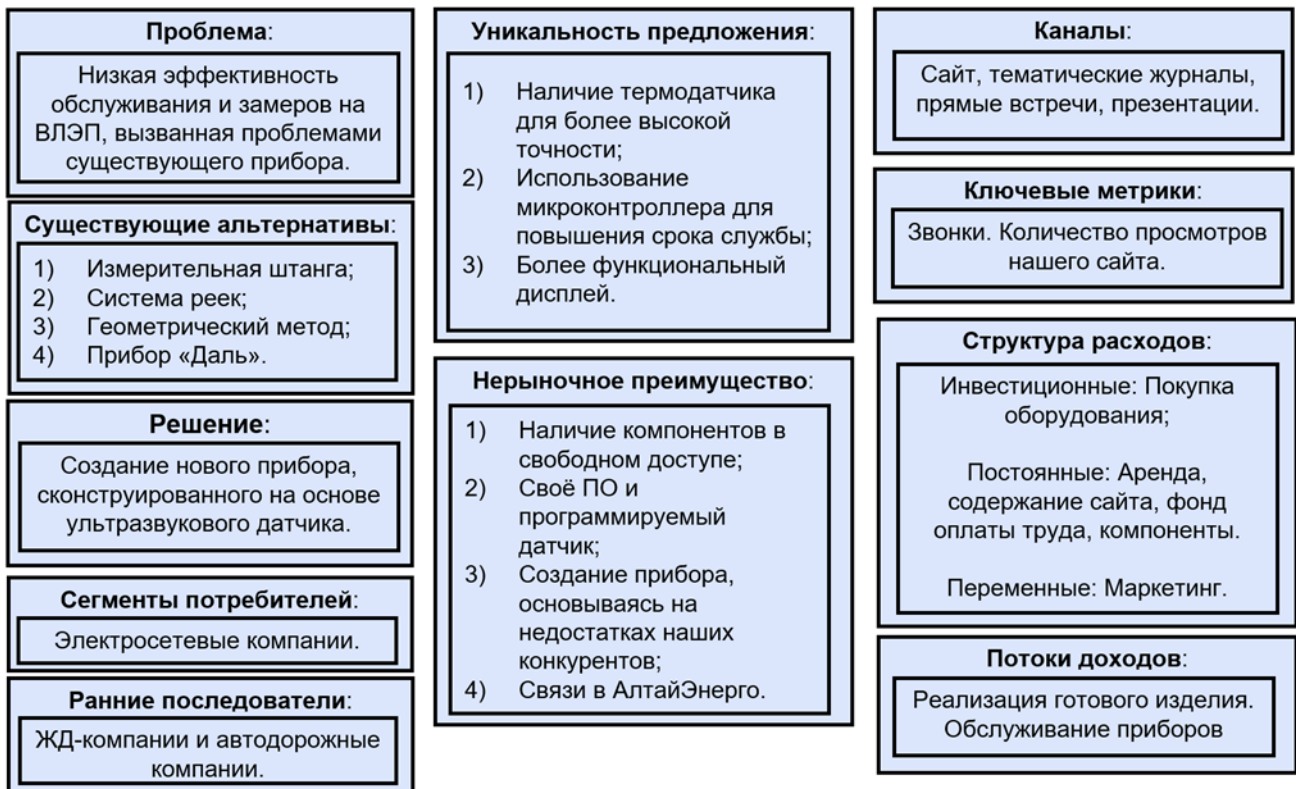 Проблема:
Низкая эффективность
обслуживания и замеров на
ВЛЭП, вызванная проблемами
существующего прибора.
Существующие альтернативы:
1) Измерительная штанга;
2) Система реек;
3) Геометрический метод;
4) Прибор «Даль».
Решение:
Создание нового прибора,
сконструированного на основе
ультразвукового датчика.
Сегменты потребителей:
Электросетевые компании.
Ранние последователи:
ЖД-компании и автодорожные
компании.
Уникальность предложения:
1) Наличие термодатчика
для более высокой
точности;
2) Использование
микроконтроллера для
повышения срока службы;
3) Более функциональный
дисплей.
Нерыночное преимущество:
1) Наличие компонентов в
свободном доступе;
2) Своё ПО и
программируемый
датчик;
3) Создание прибора,
основываясь на
недостатках наших
конкурентов;
4) Связи в АлтайЭнерго.
Каналы:
Сайт, тематические журналы,
прямые встречи, презентации.
Ключевые метрики:
Звонки. Количество просмотров
нашего сайта.
Структура расходов:
Инвестиционные: Покупка
оборудования;
Постоянные: Аренда,
содержание сайта, фонд
оплаты труда, компоненты.
Переменные: Маркетинг.
Потоки доходов:
Реализация готового изделия.
Обслуживание приборов